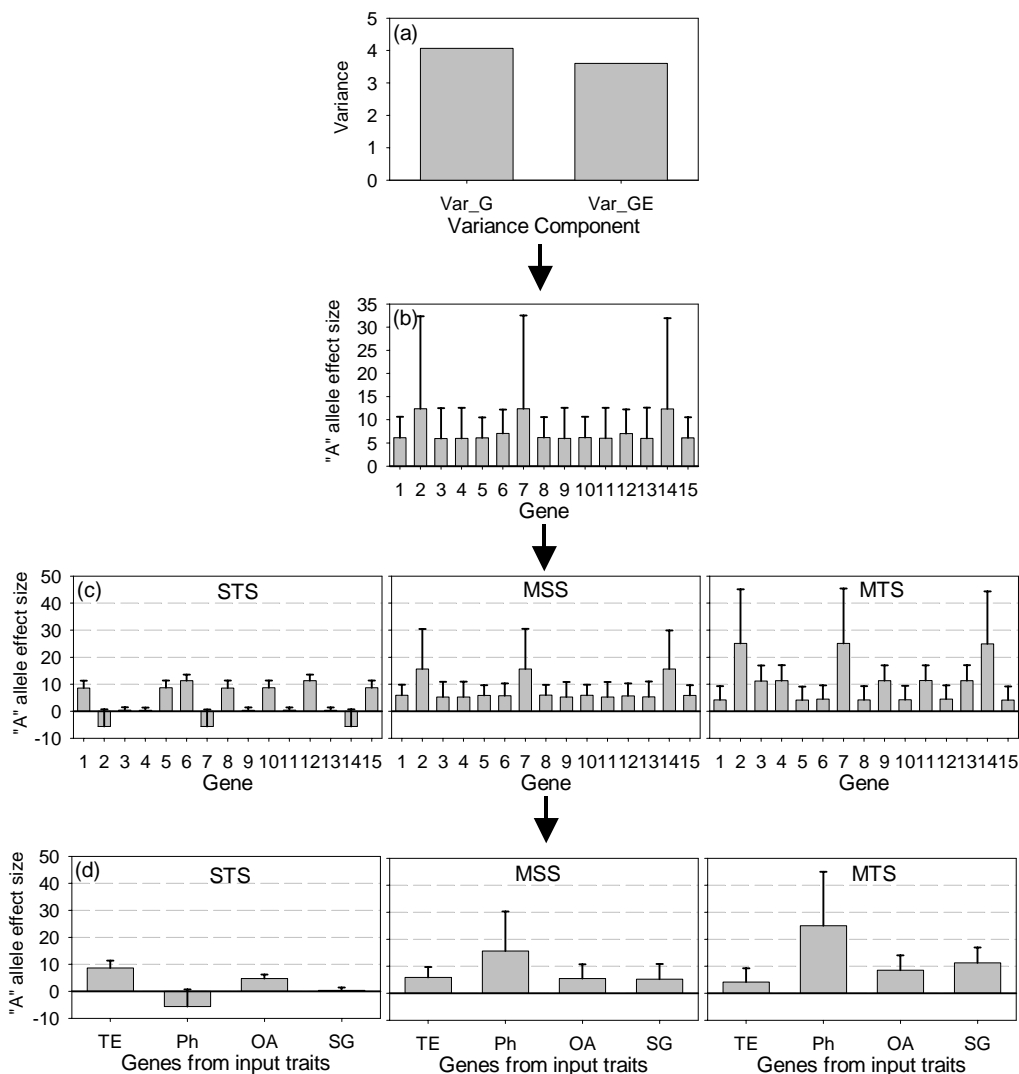 (a)
Variance
5
4
3
2
1
0
Var_G Var_GE
Variance Component
(b)
"A" allele effect size
35
30
25
20
15
10
5
0
1 2 3 4 5 6 7 8 9 10 11 12 13 14 15
Gene
(c) STS MSS MTS
"A" allele effect size
50
40
30
20
10
0
-10
1 2 3 4 5 6 7 8 9 10 11 12 13 14 15 1 2 3 4 5 6 7 8 9 10 11 12 13 14 15 1 2 3 4 5 6 7 8 9 10 11 12 13 14 15
Gene Gene Gene
(d) STS MSS MTS
"A" allele effect size
50
40
30
20
10
0
-10
TE Ph OA SG TE Ph OA SG TE Ph OA SG
Genes from input traits Genes from input traits Genes from input traits